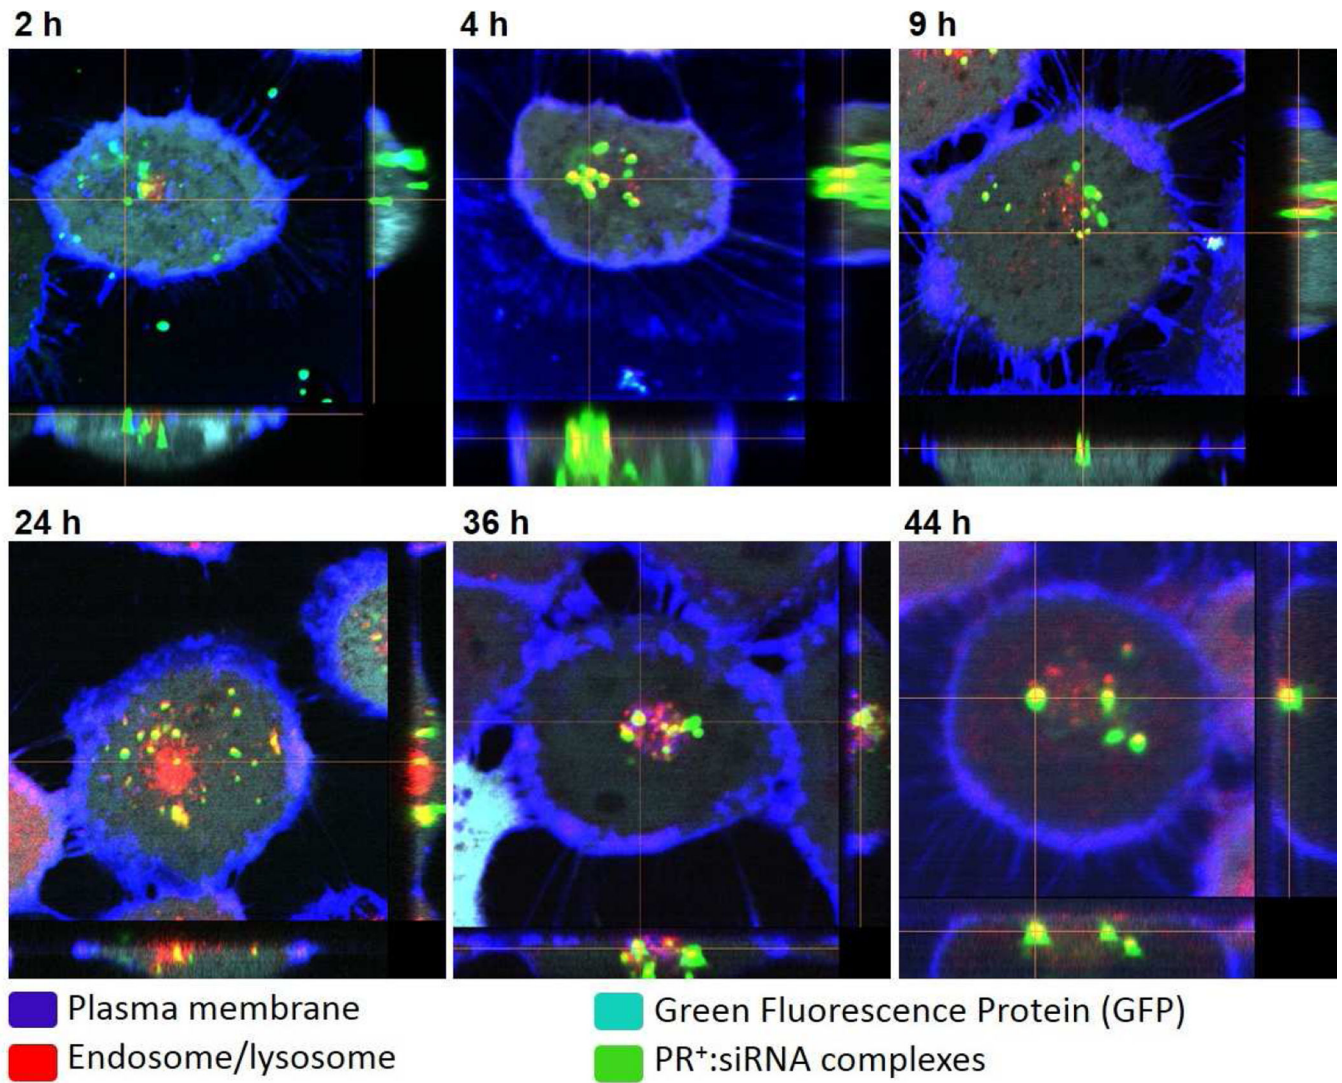 2 h
4 h
9 h
24 h
36 h
44 h
Plasma membrane
Green Fluorescence Protein (GFP)
Endosome/lysosome
PR⁺:siRNA complexes